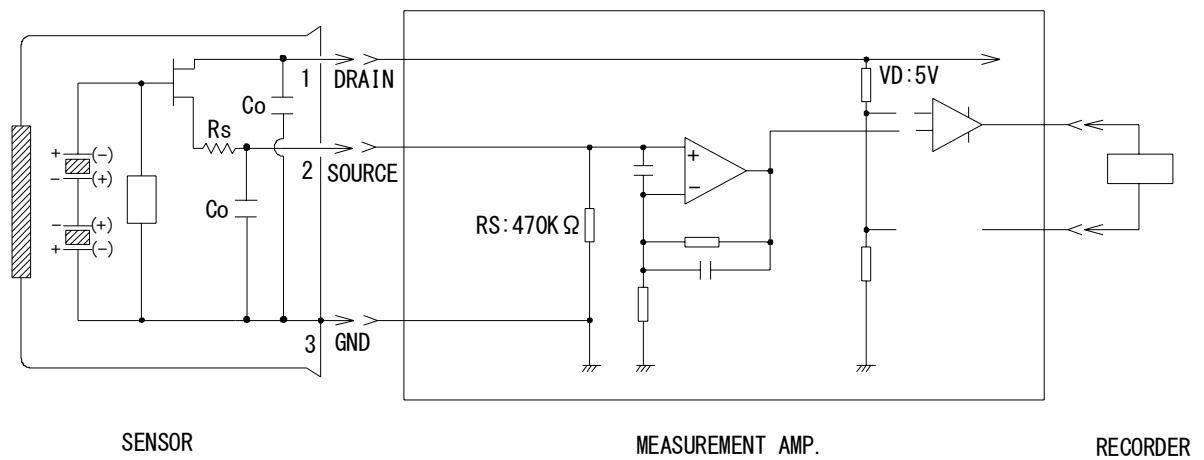 1 DRAIN
VD:5V
Co
Rs
+ (-)
- (+)
2 SOURCE
+
-
Co
RS:470KΩ
- (+)
+ (-)
3 GND
SENSOR
MEASUREMENT AMP.
RECORDER